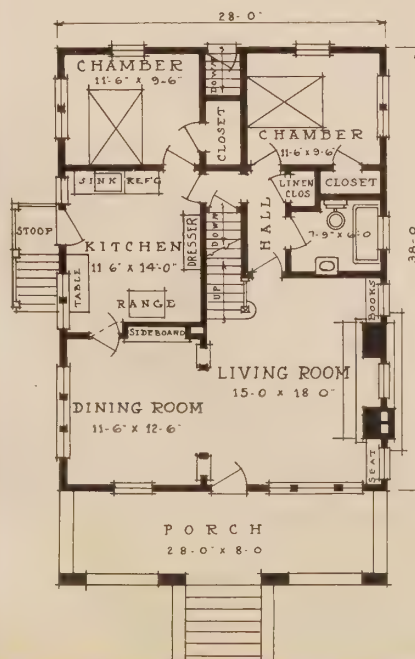 28'-0"
CHAMBER
11'-6" × 9'-6"
DOWN
CLOSET
CHAMBER
11'-6" × 9'-6"
SINK
REFG
LINEN
CLOS
CLOSET
STOOP
KITCHEN
11'6" × 14'-0"
DRESSER
DOWN
HALL
7'-9" × 6'-0
38'-0
TABLE
RANGE
UP
BOOKS
SIDEBOARD
LIVING ROOM
15'-0 × 18'0"
DINING ROOM
11'-6" × 12'-6"
SEAT
PORCH
28'-0" × 8'-0